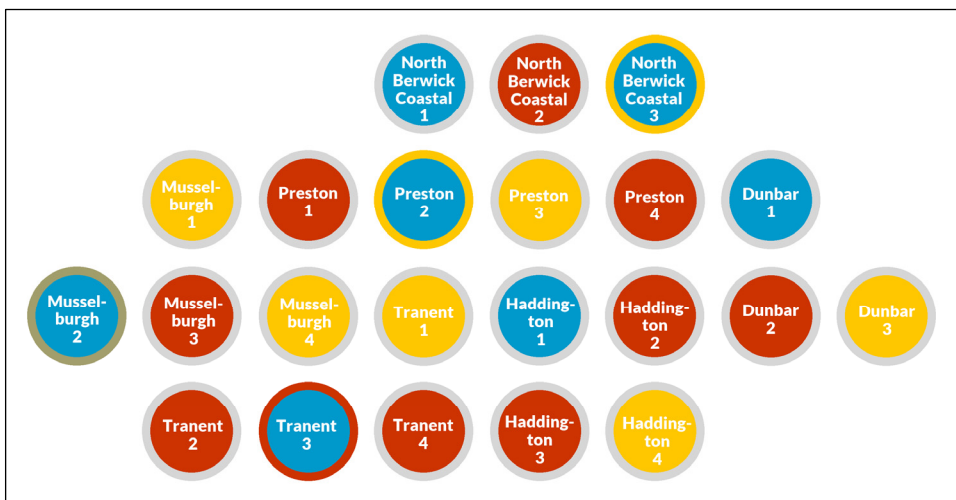 North
Berwick
Coastal
1
North
Berwick
Coastal
2
North
Berwick
Coastal
3
Mussel-
burgh
1
Preston
1
Preston
2
Preston
3
Preston
4
Dunbar
1
Mussel-
burgh
2
Mussel-
burgh
3
Mussel-
burgh
4
Tranent
1
Hadding-
ton
1
Hadding-
ton
2
Dunbar
2
Dunbar
3
Tranent
2
Tranent
3
Tranent
4
Hadding-
ton
3
Hadding-
ton
4